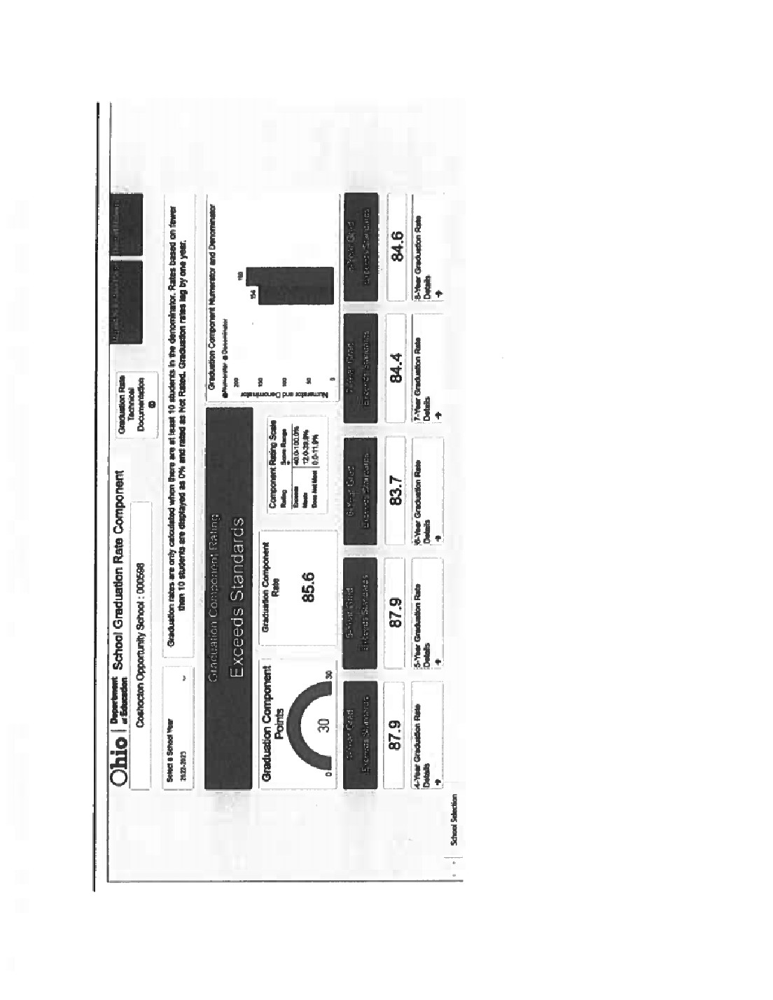 Ohio
Department
of Education
School Graduation Rate Component
Coshocton Opportunity School : 000598
Graduation Rate
Technical
Documentation
Select a School Year
2022-2023
Graduation rates are only calculated when there are at least 10 students in the denominator. Rates based on fewer
than 10 students are displayed as 0% and rated as Not Rated. Graduation rates lag by one year.
Graduation Component Rating
Exceeds Standards
Graduation Component
Points
0
30
30
Graduation Component
Rate
85.6
Component Rating Scale
Rating Score Range
Exceeds 40.0-100.0%
Meets 12.0-39.9%
Does Not Meet 0.0-11.9%
Graduation Component Numerator and Denominator
Numerator Denominator
Numerator and Denominator
200
150
100
50
0
154
180
4-Year Grad
Exceeds Standards
87.9
4-Year Graduation Rate
Details
5-Year Grad
Exceeds Standards
87.9
5-Year Graduation Rate
Details
6-Year Grad
Exceeds Standards
83.7
6-Year Graduation Rate
Details
7-Year Grad
Exceeds Standards
84.4
7-Year Graduation Rate
Details
8-Year Grad
Exceeds Standards
84.6
8-Year Graduation Rate
Details
School Selection